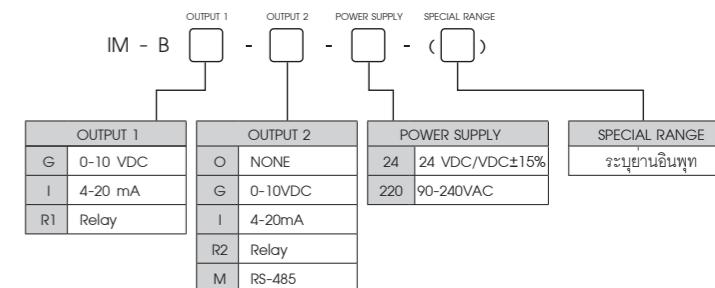 OUTPUT 1 OUTPUT 2 POWER SUPPLY SPECIAL RANGE
IM - B - - - ( )
OUTPUT 1
G 0-10 VDC
I 4-20 mA
R1 Relay
OUTPUT 2
O NONE
G 0-10VDC
I 4-20mA
R2 Relay
M RS-485
POWER SUPPLY
24 24 VDC/VDC±15%
220 90-240VAC
SPECIAL RANGE
ระบุย่านอินพุท